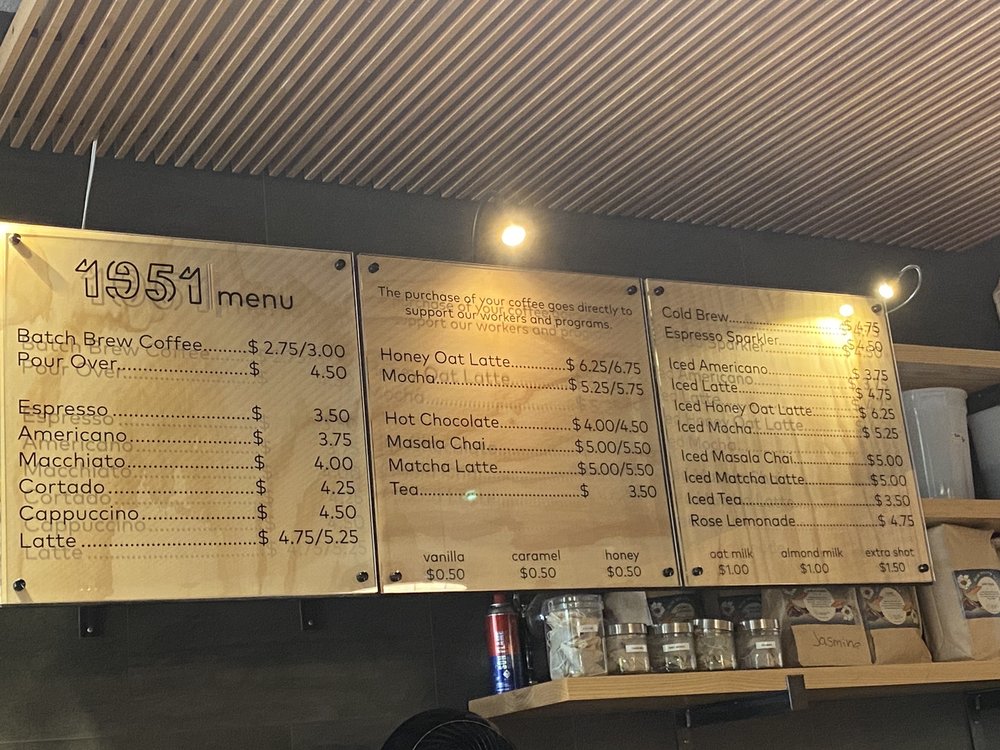 1951 menu
Batch Brew Coffee........$ 2.75/3.00
Pour Over........................$ 4.50
Espresso..........................$ 3.50
Americano.......................$ 3.75
Macchiato........................$ 4.00
Cortado............................$ 4.25
Cappuccino.....................$ 4.50
Latte................................$ 4.75/5.25
The purchase of your coffee goes directly to
support our workers and programs.
Honey Oat Latte............$ 6.25/6.75
Mocha............................$ 5.25/5.75
Hot Chocolate................$ 4.00/4.50
Masala Chai...................$5.00/5.50
Matcha Latte.................$5.00/5.50
Tea..................................$ 3.50
vanilla caramel honey
$0.50 $0.50 $0.50
Cold Brew........................$ 4.75
Espresso Sparkler............$ 4.50
Iced Americano................$ 3.75
Iced Latte.........................$ 4.75
Iced Honey Oat Latte.......$ 6.25
Iced Mocha......................$ 5.25
Iced Masala Chai..............$5.00
Iced Matcha Latte............$5.00
Iced Tea...........................$3.50
Rose Lemonade................$ 4.75
oat milk almond milk extra shot
$1.00 $1.00 $1.50
Jasmine